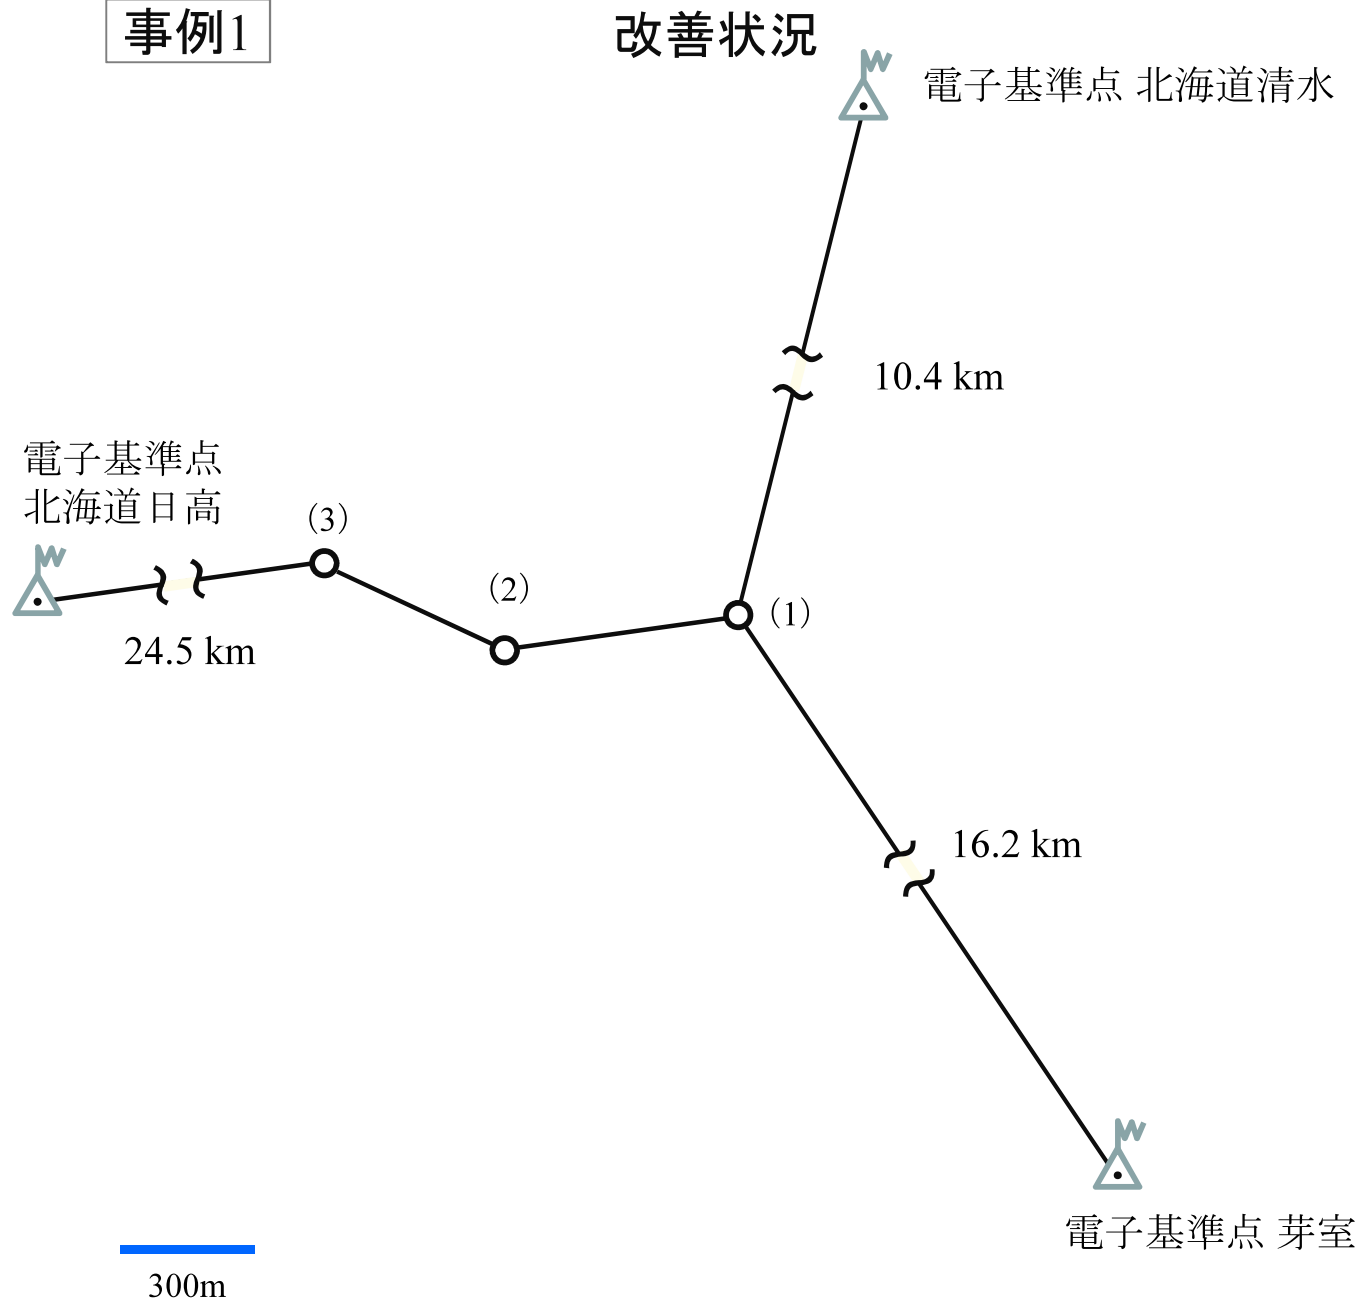 事例1
改善状況
電子基準点 北海道清水
10.4 km
電子基準点
北海道日高
(3)
(2)
(1)
24.5 km
16.2 km
電子基準点 芽室
300m